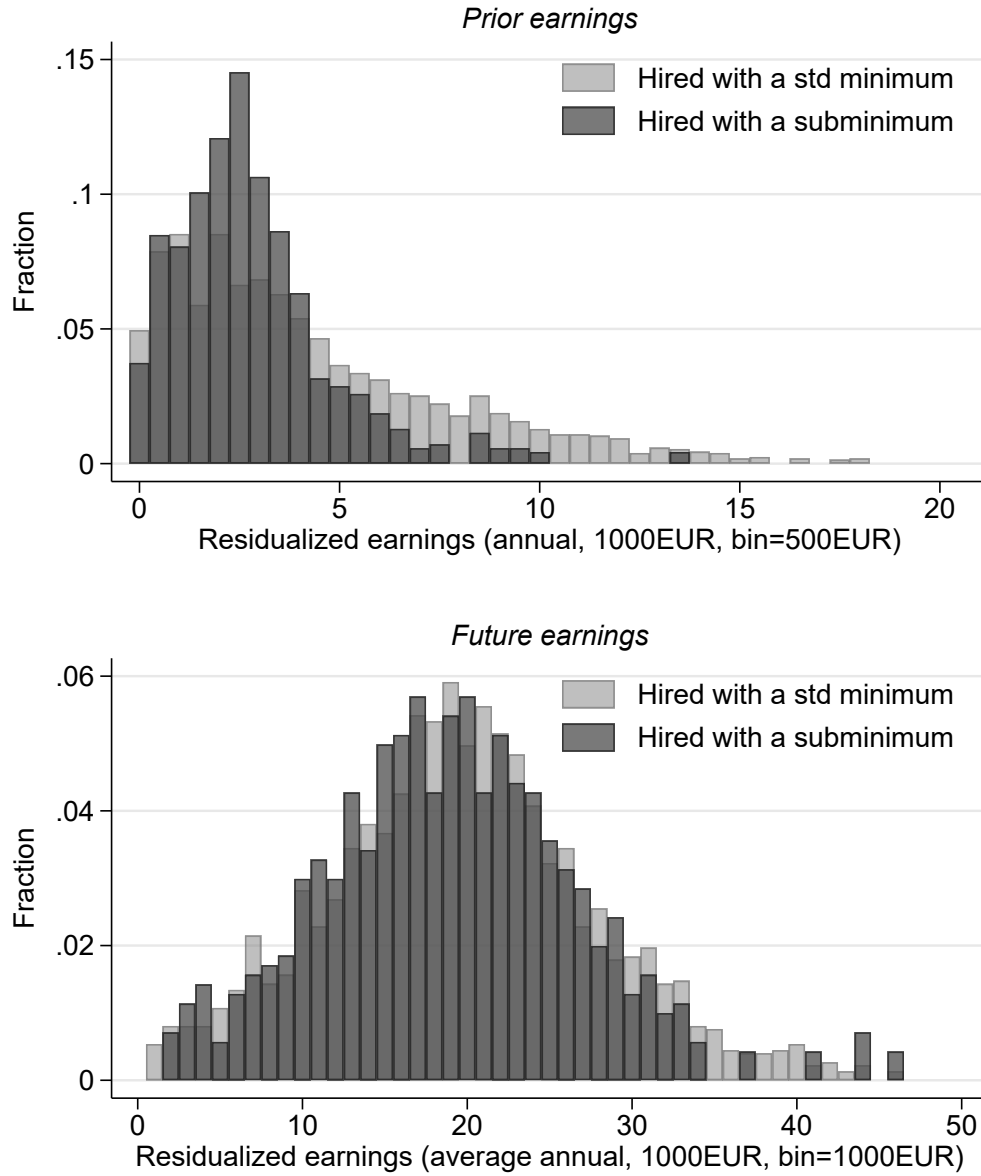 Prior earnings
.15
.1
.05
0
Fraction
Hired with a std minimum
Hired with a subminimum
0 5 10 15 20
Residualized earnings (annual, 1000EUR, bin=500EUR)
Future earnings
.06
.04
.02
0
Fraction
Hired with a std minimum
Hired with a subminimum
0 10 20 30 40 50
Residualized earnings (average annual, 1000EUR, bin=1000EUR)